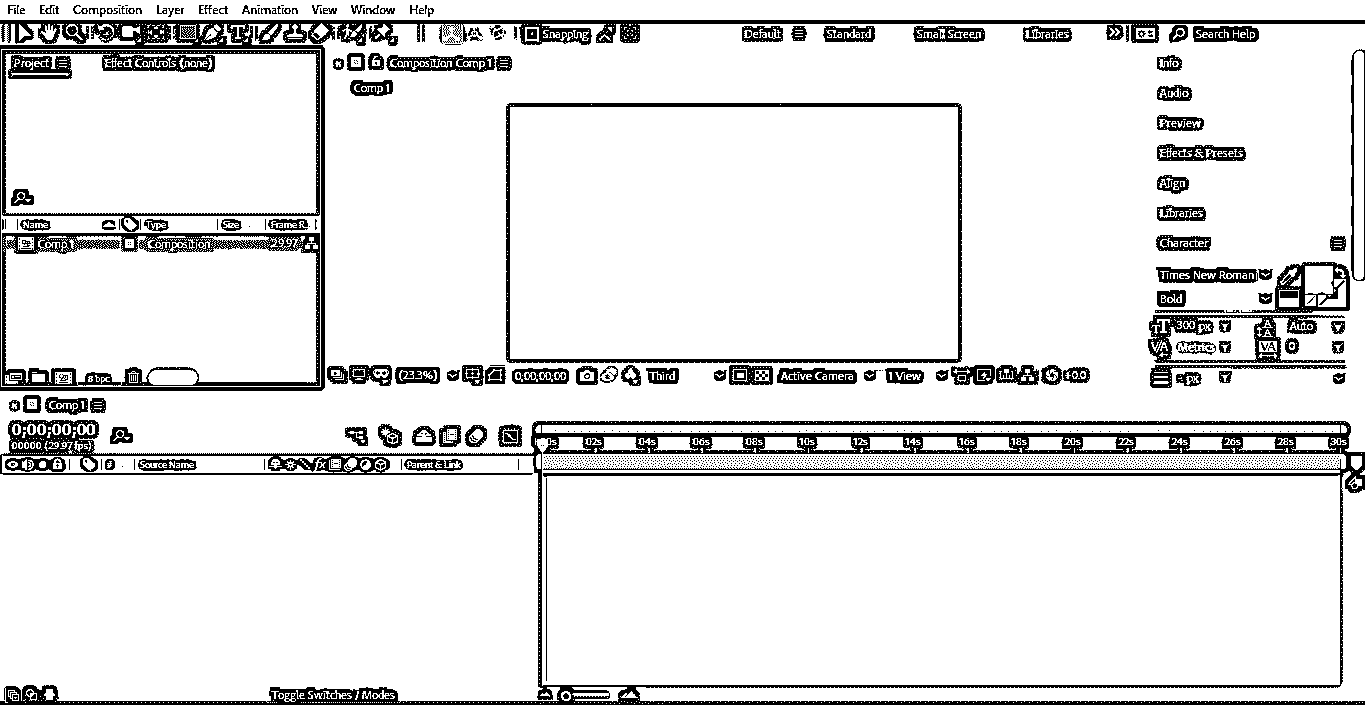 File Edit Composition Layer Effect Animation View Window Help
Snapping Default Standard Small Screen Libraries Search Help
Project Effect Controls (none) Composition Comp 1 Info
Comp 1
Audio
Preview
Effects & Presets
Align
Libraries
Name Type Size Frame R..
Comp 1 Composition 29.97
Character
Times New Roman
Bold
300 px Auto
Metrics 0
8 bpc (23.3%) 0;00;00;00 Third Active Camera 1 View +0.0 - px
Comp 1
0;00;00;00
00000 (29.97 fps)
0s 02s 04s 06s 08s 10s 12s 14s 16s 18s 20s 22s 24s 26s 28s 30s
# Source Name fx Parent & Link
Toggle Switches / Modes